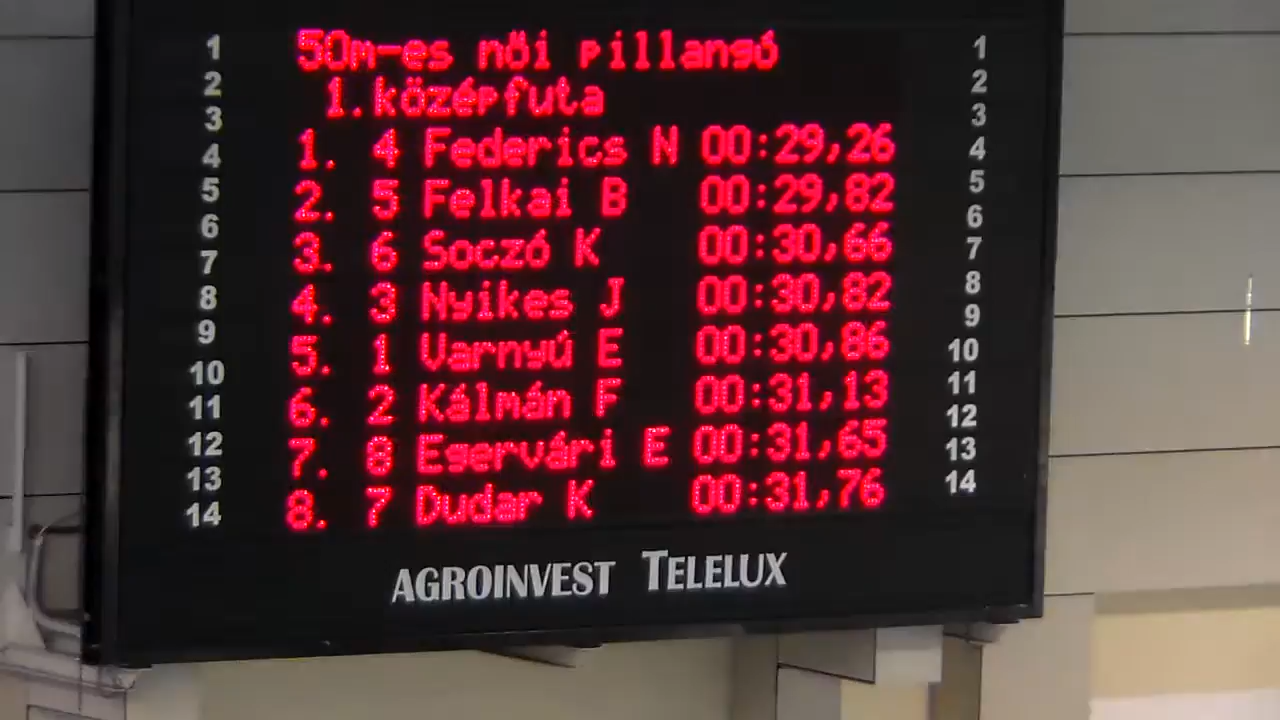 50m-es női pillangó
1.középfuta
1. 4 Federics N 00:29,26
2. 5 Felkai B 00:29,82
3. 6 Soczó K 00:30,66
4. 3 Nyikes J 00:30,82
5. 1 Varnyú E 00:30,86
6. 2 Kálmán F 00:31,13
7. 8 Egervári E 00:31,65
8. 7 Dudar K 00:31,76
1
2
3
4
5
6
7
8
9
10
11
12
13
14
1
2
3
4
5
6
7
8
9
10
11
12
13
14
AGROINVEST TELELUX